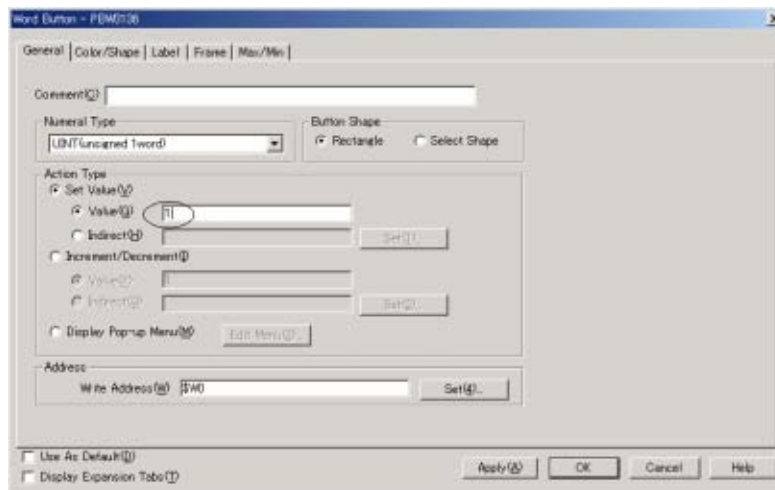 Word Button - PBW0136
General Color/Shape Label Frame Max/Min
Comment(C)
Numeral Type
UINT(unsigned 1word)
Button Shape
Rectangle Select Shape
Action Type
Set Value(V)
Value(G) 1
Indirect(H) Set(1)...
Increment/Decrement(I)
Value(2) 1
Indirect Set(2)...
Display Pop-up Menu(M) Edit Menu
Address
Write Address(W) $W0 Set(4)...
Use As Default(D)
Display Expansion Tabs(T)
Apply(A) OK Cancel Help